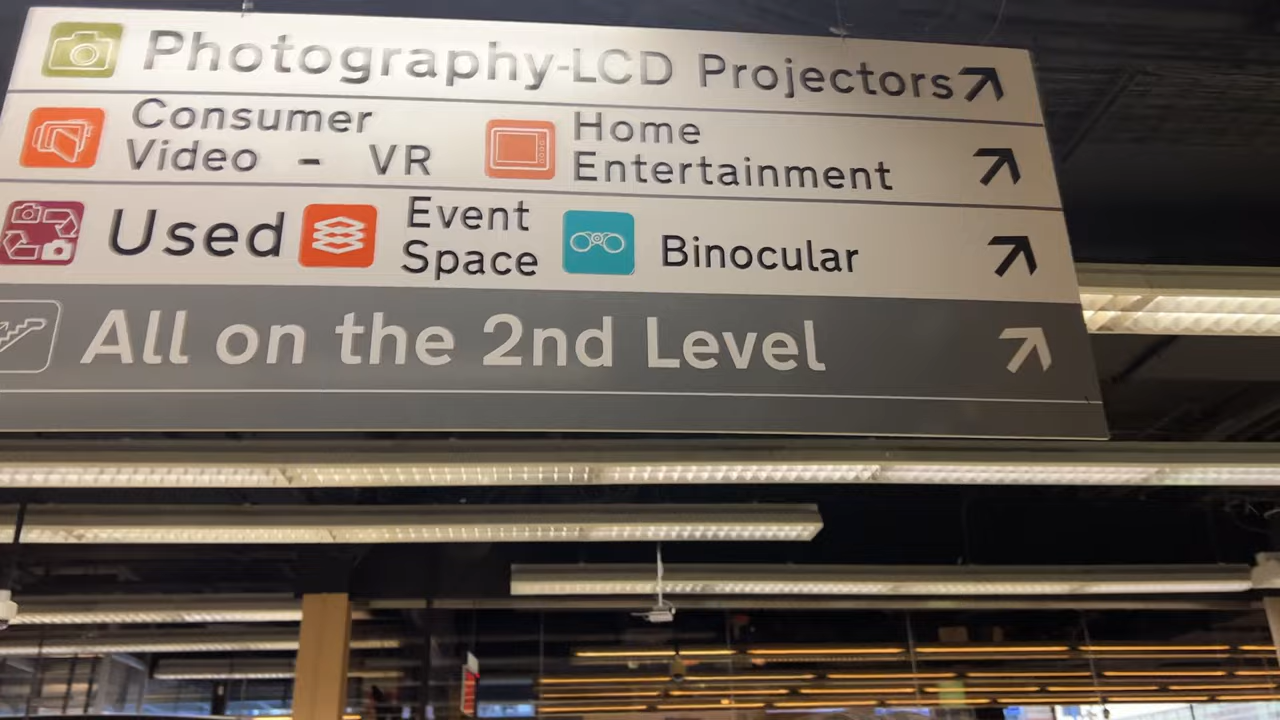 Photography-LCD Projectors
Consumer
Video - VR
Home
Entertainment
Used
Event
Space
Binocular
All on the 2nd Level